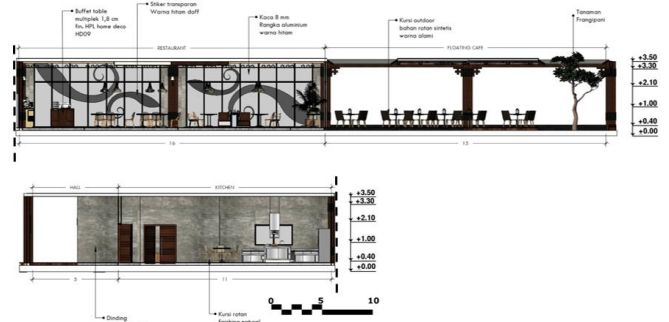 Buffet table
multiplek 1,8 cm
fin. HPL home deco
HD09
Stiker transparan
Warna hitam doff
Kaca 8 mm
Rangka aluminium
warna hitam
Kursi outdoor
bahan rotan sintetis
warna alami
Tanaman
Frangipani
RESTAURANT
FLOATING CAFE
+3.50
+3.30
+2.10
+1.00
+0.40
+0.00
16
15
HALL
KITCHEN
+3.50
+3.30
+2.10
+1.00
+0.40
+0.00
5
11
0 5 10
Dinding
Kursi rotan
finishing natural